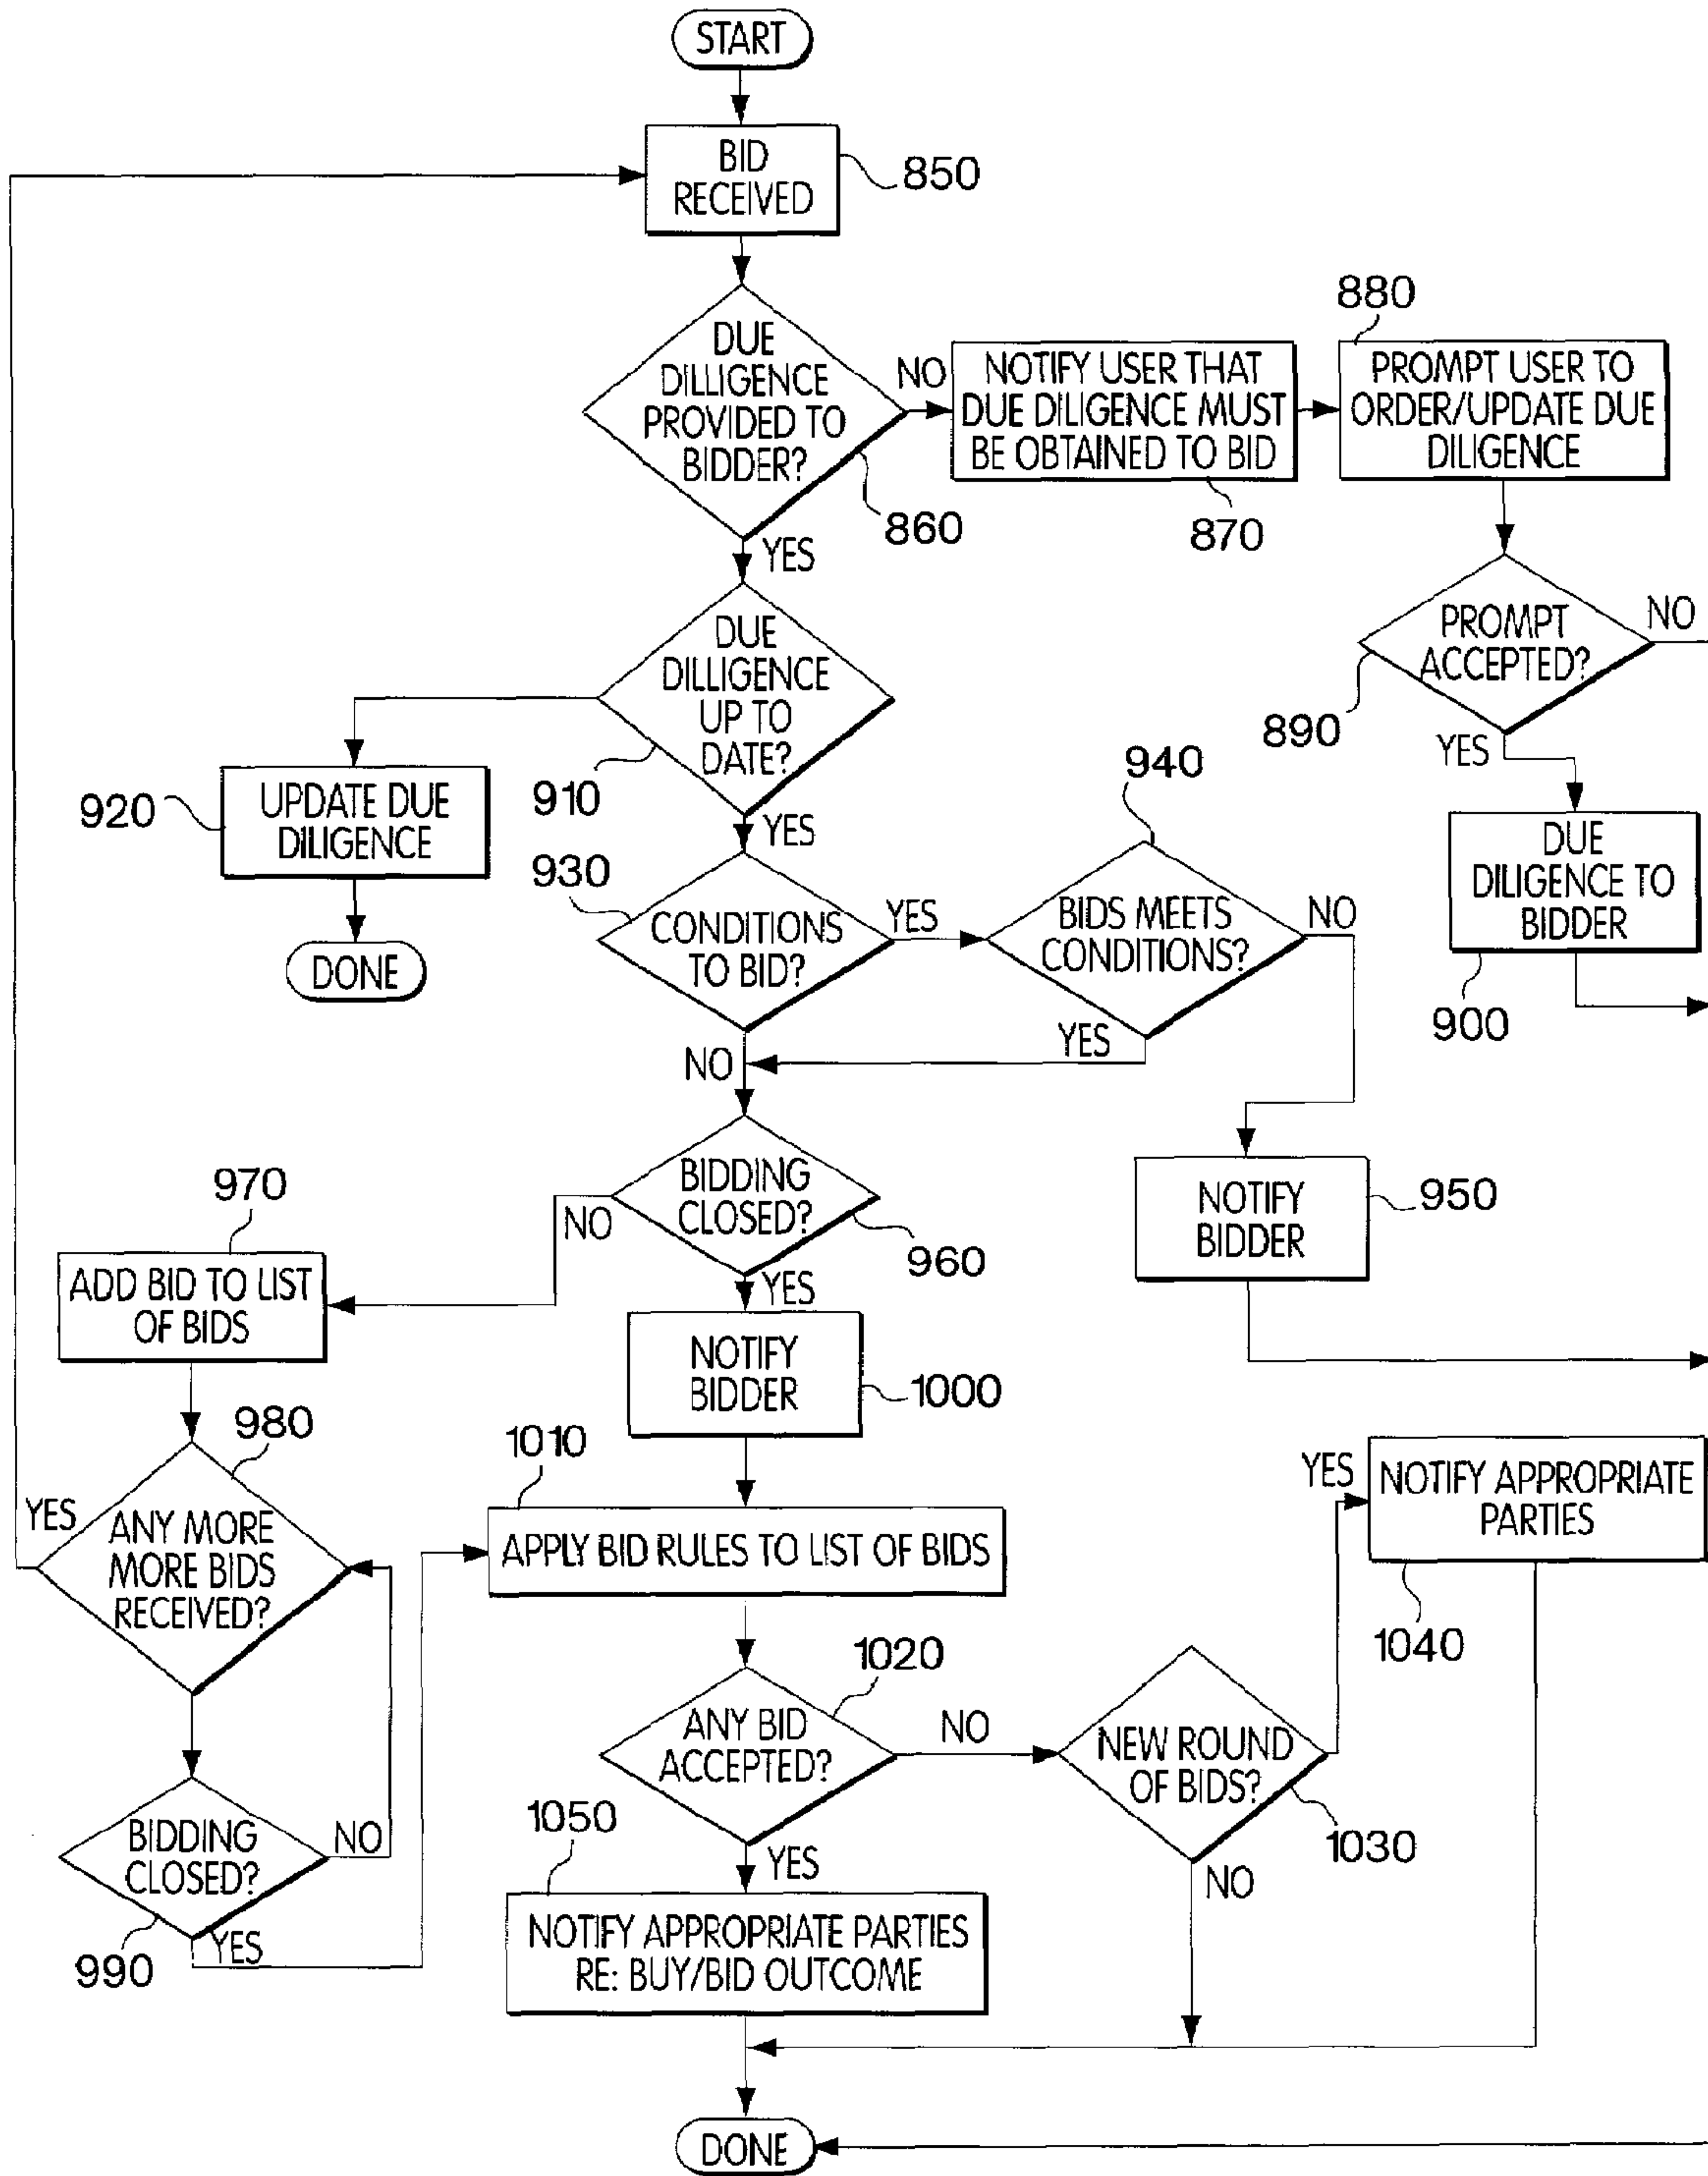 START
BID
RECEIVED
850
DUE
DILLIGENCE
PROVIDED TO
BIDDER?
860
NO
NOTIFY USER THAT
DUE DILIGENCE MUST
BE OBTAINED TO BID
870
880
PROMPT USER TO
ORDER/UPDATE DUE
DILIGENCE
YES
DUE
DILLIGENCE
UP TO
DATE?
910
PROMPT
ACCEPTED?
NO
890
YES
920
UPDATE DUE
DILIGENCE
DONE
YES
930
CONDITIONS
TO BID?
YES
940
BIDS MEETS
CONDITIONS?
NO
DUE
DILIGENCE TO
BIDDER
900
NO
YES
BIDDING
CLOSED?
960
NO
NOTIFY
BIDDER
950
970
ADD BID TO LIST
OF BIDS
YES
NOTIFY
BIDDER
1000
980
ANY MORE
MORE BIDS
RECEIVED?
YES
1010
APPLY BID RULES TO LIST OF BIDS
YES
NOTIFY APPROPRIATE
PARTIES
1040
1020
ANY BID
ACCEPTED?
NO
NEW ROUND
OF BIDS?
1030
BIDDING
CLOSED?
NO
990
YES
YES
1050
NOTIFY APPROPRIATE PARTIES
RE: BUY/BID OUTCOME
NO
DONE